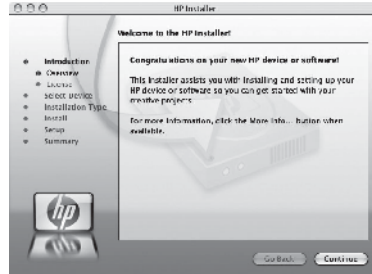 HP Installer
Welcome to the HP Installer!
Introduction
Overview
License
Select Device
Installation Type
Install
Setup
Summary
Congratulations on your new HP device or software!
This Installer assists you with installing and setting up your
HP device or software so you can get started with your
creative projects.
For more information, click the More Info... button when
available.
hp
Go Back
Continue